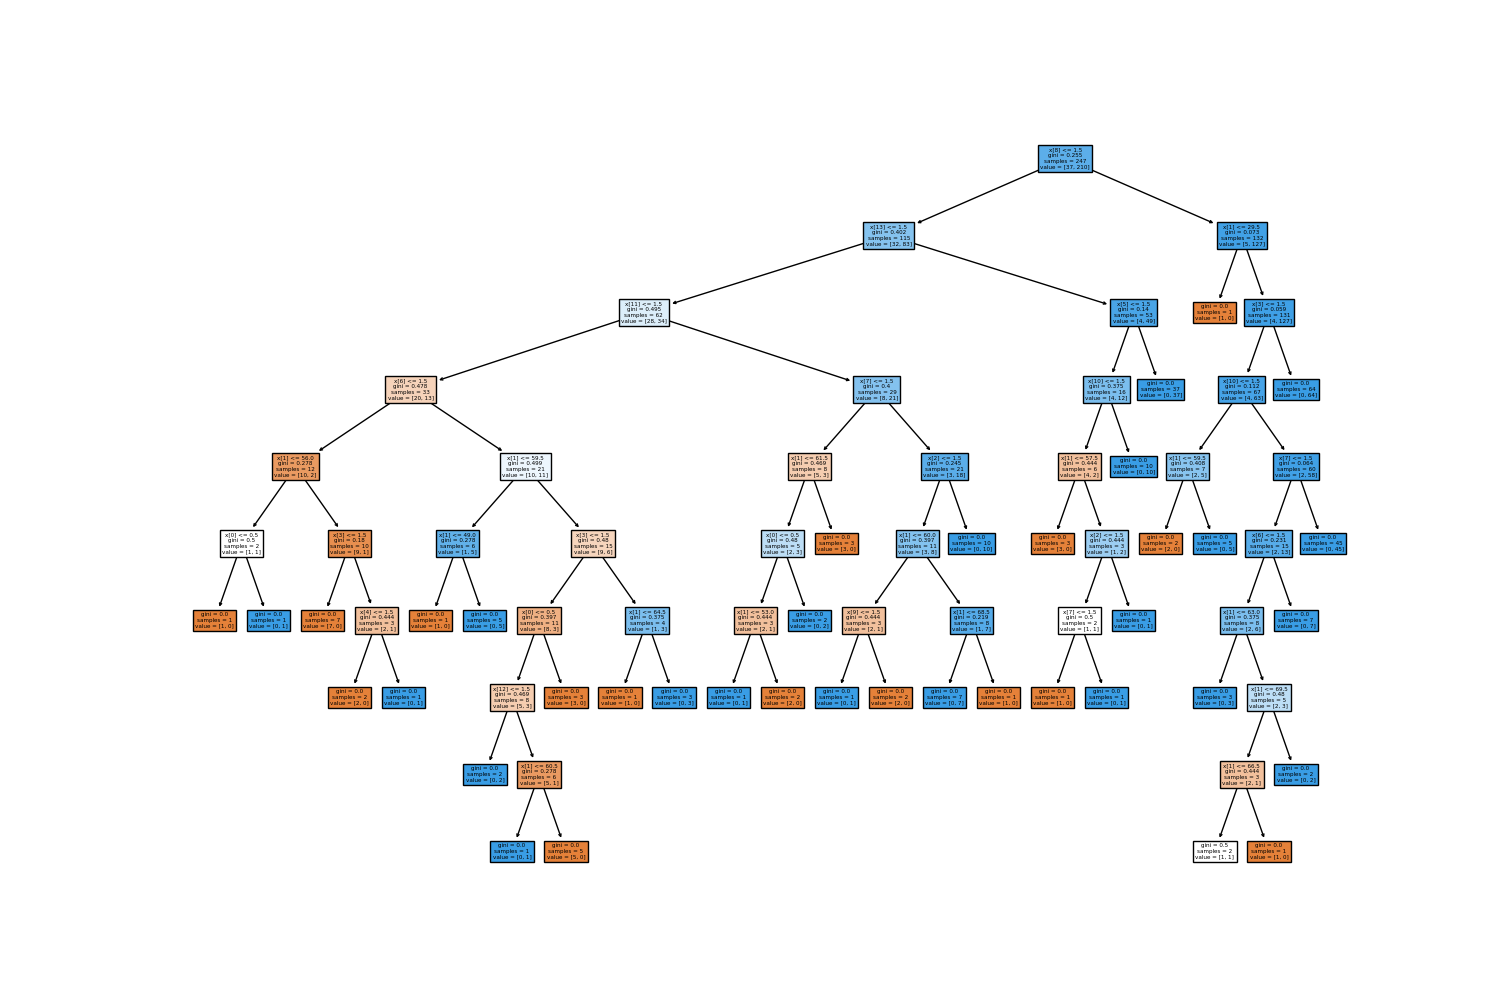 x[8] <= 1.5
gini = 0.255
samples = 247
value = [37, 210]
x[13] <= 1.5
gini = 0.402
samples = 115
value = [32, 83]
x[1] <= 29.5
gini = 0.073
samples = 132
value = [5, 127]
x[11] <= 1.5
gini = 0.495
samples = 62
value = [28, 34]
x[5] <= 1.5
gini = 0.14
samples = 53
value = [4, 49]
gini = 0.0
samples = 1
value = [1, 0]
x[3] <= 1.5
gini = 0.059
samples = 131
value = [4, 127]
x[6] <= 1.5
gini = 0.478
samples = 33
value = [20, 13]
x[7] <= 1.5
gini = 0.4
samples = 29
value = [8, 21]
x[10] <= 1.5
gini = 0.375
samples = 16
value = [4, 12]
gini = 0.0
samples = 37
value = [0, 37]
x[10] <= 1.5
gini = 0.112
samples = 67
value = [4, 63]
gini = 0.0
samples = 64
value = [0, 64]
x[1] <= 56.0
gini = 0.278
samples = 12
value = [10, 2]
x[1] <= 59.5
gini = 0.499
samples = 21
value = [10, 11]
x[1] <= 61.5
gini = 0.469
samples = 8
value = [5, 3]
x[2] <= 1.5
gini = 0.245
samples = 21
value = [3, 18]
x[1] <= 57.5
gini = 0.444
samples = 6
value = [4, 2]
gini = 0.0
samples = 10
value = [0, 10]
x[1] <= 59.5
gini = 0.408
samples = 7
value = [2, 5]
x[7] <= 1.5
gini = 0.064
samples = 60
value = [2, 58]
x[0] <= 0.5
gini = 0.5
samples = 2
value = [1, 1]
x[3] <= 1.5
gini = 0.18
samples = 10
value = [9, 1]
x[1] <= 49.0
gini = 0.278
samples = 6
value = [1, 5]
x[3] <= 1.5
gini = 0.48
samples = 15
value = [9, 6]
x[0] <= 0.5
gini = 0.48
samples = 5
value = [2, 3]
gini = 0.0
samples = 3
value = [3, 0]
x[1] <= 60.0
gini = 0.397
samples = 11
value = [3, 8]
gini = 0.0
samples = 10
value = [0, 10]
gini = 0.0
samples = 3
value = [3, 0]
x[2] <= 1.5
gini = 0.444
samples = 3
value = [1, 2]
gini = 0.0
samples = 2
value = [2, 0]
gini = 0.0
samples = 5
value = [0, 5]
x[6] <= 1.5
gini = 0.231
samples = 15
value = [2, 13]
gini = 0.0
samples = 45
value = [0, 45]
gini = 0.0
samples = 1
value = [1, 0]
gini = 0.0
samples = 1
value = [0, 1]
gini = 0.0
samples = 7
value = [7, 0]
x[4] <= 1.5
gini = 0.444
samples = 3
value = [2, 1]
gini = 0.0
samples = 1
value = [1, 0]
gini = 0.0
samples = 5
value = [0, 5]
x[0] <= 0.5
gini = 0.397
samples = 11
value = [8, 3]
x[1] <= 64.5
gini = 0.375
samples = 4
value = [1, 3]
x[1] <= 53.0
gini = 0.444
samples = 3
value = [2, 1]
gini = 0.0
samples = 2
value = [0, 2]
x[9] <= 1.5
gini = 0.444
samples = 3
value = [2, 1]
x[1] <= 68.5
gini = 0.219
samples = 8
value = [1, 7]
x[7] <= 1.5
gini = 0.5
samples = 2
value = [1, 1]
gini = 0.0
samples = 1
value = [0, 1]
x[1] <= 63.0
gini = 0.375
samples = 8
value = [2, 6]
gini = 0.0
samples = 7
value = [0, 7]
gini = 0.0
samples = 2
value = [2, 0]
gini = 0.0
samples = 1
value = [0, 1]
x[12] <= 1.5
gini = 0.469
samples = 8
value = [5, 3]
gini = 0.0
samples = 3
value = [3, 0]
gini = 0.0
samples = 1
value = [1, 0]
gini = 0.0
samples = 3
value = [0, 3]
gini = 0.0
samples = 1
value = [0, 1]
gini = 0.0
samples = 2
value = [2, 0]
gini = 0.0
samples = 1
value = [0, 1]
gini = 0.0
samples = 2
value = [2, 0]
gini = 0.0
samples = 7
value = [0, 7]
gini = 0.0
samples = 1
value = [1, 0]
gini = 0.0
samples = 1
value = [1, 0]
gini = 0.0
samples = 1
value = [0, 1]
gini = 0.0
samples = 3
value = [0, 3]
x[1] <= 69.5
gini = 0.48
samples = 5
value = [2, 3]
gini = 0.0
samples = 2
value = [0, 2]
x[1] <= 60.5
gini = 0.278
samples = 6
value = [5, 1]
x[1] <= 66.5
gini = 0.444
samples = 3
value = [2, 1]
gini = 0.0
samples = 2
value = [0, 2]
gini = 0.0
samples = 1
value = [0, 1]
gini = 0.0
samples = 5
value = [5, 0]
gini = 0.5
samples = 2
value = [1, 1]
gini = 0.0
samples = 1
value = [1, 0]